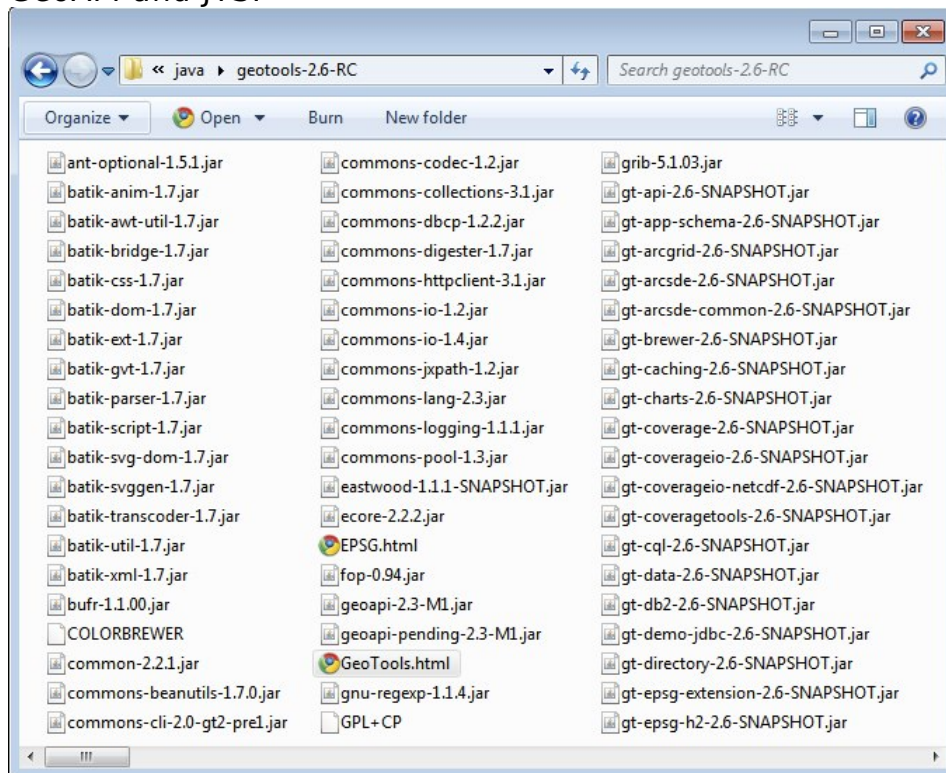 « java ▸ geotools-2.6-RC
Search geotools-2.6-RC
Organize
Open
Burn
New folder
ant-optional-1.5.1.jar
batik-anim-1.7.jar
batik-awt-util-1.7.jar
batik-bridge-1.7.jar
batik-css-1.7.jar
batik-dom-1.7.jar
batik-ext-1.7.jar
batik-gvt-1.7.jar
batik-parser-1.7.jar
batik-script-1.7.jar
batik-svg-dom-1.7.jar
batik-svggen-1.7.jar
batik-transcoder-1.7.jar
batik-util-1.7.jar
batik-xml-1.7.jar
bufr-1.1.00.jar
COLORBREWER
common-2.2.1.jar
commons-beanutils-1.7.0.jar
commons-cli-2.0-gt2-pre1.jar
commons-codec-1.2.jar
commons-collections-3.1.jar
commons-dbcp-1.2.2.jar
commons-digester-1.7.jar
commons-httpclient-3.1.jar
commons-io-1.2.jar
commons-io-1.4.jar
commons-jxpath-1.2.jar
commons-lang-2.3.jar
commons-logging-1.1.1.jar
commons-pool-1.3.jar
eastwood-1.1.1-SNAPSHOT.jar
ecore-2.2.2.jar
EPSG.html
fop-0.94.jar
geoapi-2.3-M1.jar
geoapi-pending-2.3-M1.jar
GeoTools.html
gnu-regexp-1.1.4.jar
GPL+CP
grib-5.1.03.jar
gt-api-2.6-SNAPSHOT.jar
gt-app-schema-2.6-SNAPSHOT.jar
gt-arcgrid-2.6-SNAPSHOT.jar
gt-arcsde-2.6-SNAPSHOT.jar
gt-arcsde-common-2.6-SNAPSHOT.jar
gt-brewer-2.6-SNAPSHOT.jar
gt-caching-2.6-SNAPSHOT.jar
gt-charts-2.6-SNAPSHOT.jar
gt-coverage-2.6-SNAPSHOT.jar
gt-coverageio-2.6-SNAPSHOT.jar
gt-coverageio-netcdf-2.6-SNAPSHOT.jar
gt-coveragetools-2.6-SNAPSHOT.jar
gt-cql-2.6-SNAPSHOT.jar
gt-data-2.6-SNAPSHOT.jar
gt-db2-2.6-SNAPSHOT.jar
gt-demo-jdbc-2.6-SNAPSHOT.jar
gt-directory-2.6-SNAPSHOT.jar
gt-epsg-extension-2.6-SNAPSHOT.jar
gt-epsg-h2-2.6-SNAPSHOT.jar